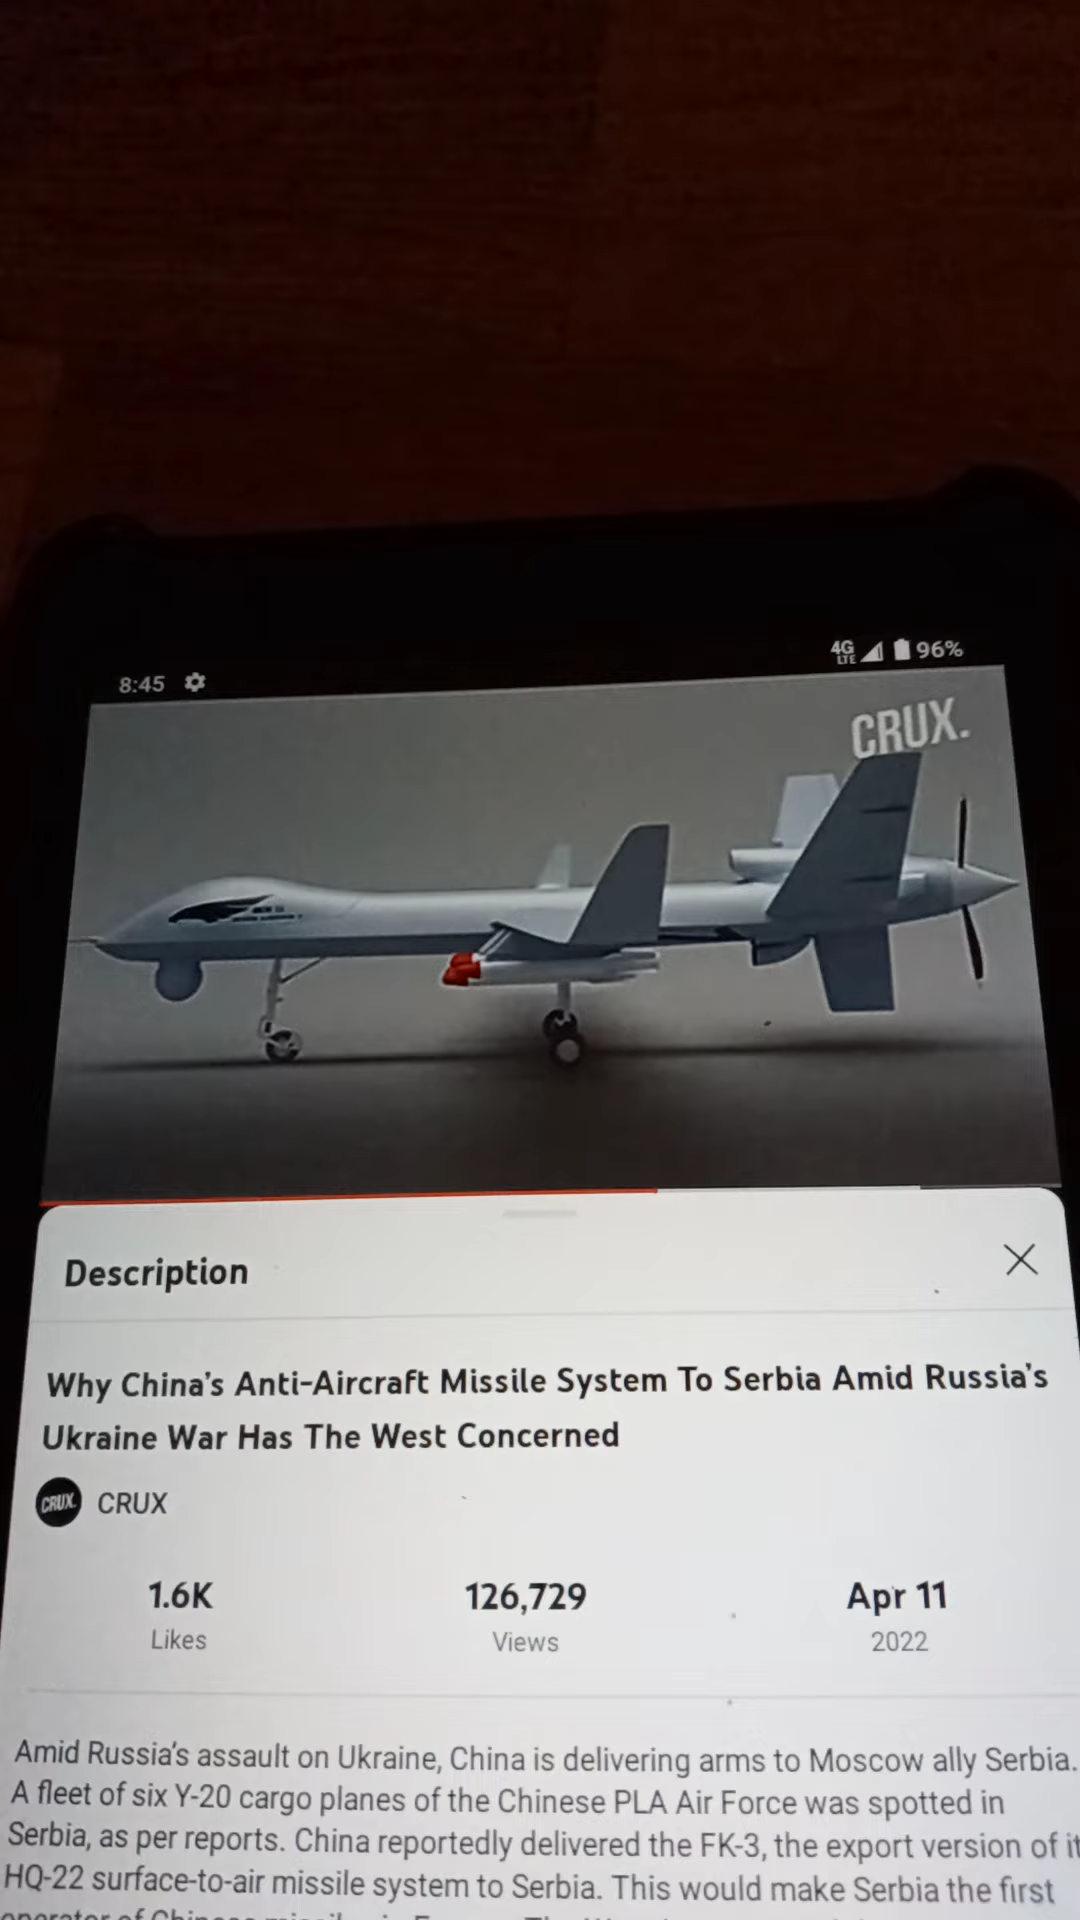 4G
LTE
96%
8:45
CRUX.
Description
Why China's Anti-Aircraft Missile System To Serbia Amid Russia's
Ukraine War Has The West Concerned
CRUX.
CRUX
1.6K
126,729
Apr 11
Likes
Views
2022
Amid Russia's assault on Ukraine, China is delivering arms to Moscow ally Serbia.
A fleet of six Y-20 cargo planes of the Chinese PLA Air Force was spotted in
Serbia, as per reports. China reportedly delivered the FK-3, the export version of it
HQ-22 surface-to-air missile system to Serbia. This would make Serbia the first